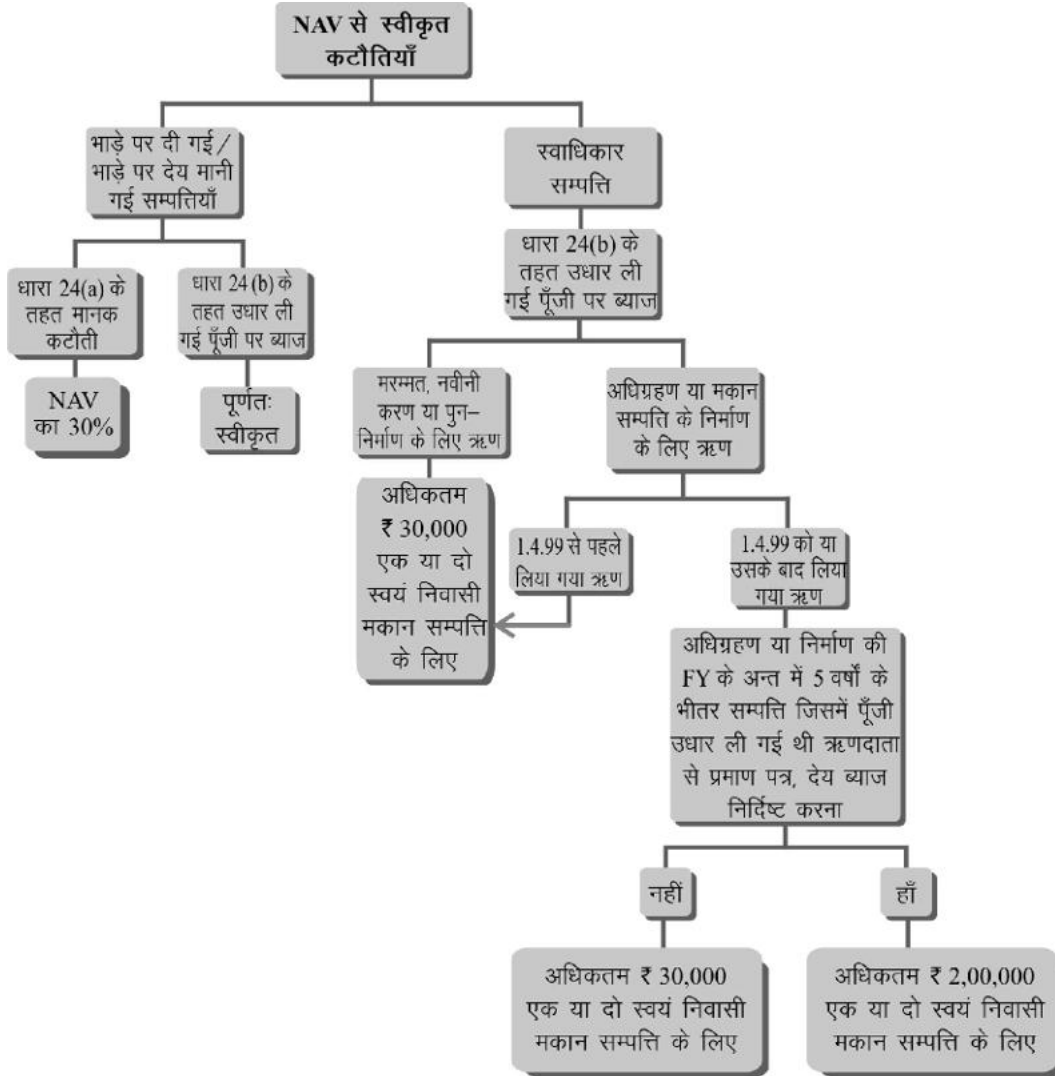 NAV से स्वीकृत
कटौतियाँ
भाड़े पर दी गई/
भाड़े पर देय मानी
गई सम्पत्तियाँ
स्वाधिकार
सम्पत्ति
धारा 24(a) के
तहत मानक
कटौती
धारा 24(b) के
तहत उधार ली
गई पूँजी पर ब्याज
धारा 24(b) के
तहत उधार ली
गई पूँजी पर ब्याज
NAV
का 30%
पूर्णतः
स्वीकृत
मरम्मत, नवीनी
करण या पुन–
निर्माण के लिए ऋण
अधिग्रहण या मकान
सम्पत्ति के निर्माण
के लिए ऋण
अधिकतम
₹ 30,000
एक या दो
स्वयं निवासी
मकान सम्पत्ति
के लिए
1.4.99 से पहले
लिया गया ऋण
1.4.99 को या
उसके बाद लिया
गया ऋण
अधिग्रहण या निर्माण की
FY के अन्त में 5 वर्षों के
भीतर सम्पत्ति जिसमें पूँजी
उधार ली गई थी ऋणदाता
से प्रमाण पत्र, देय ब्याज
निर्दिष्ट करना
नहीं
हाँ
अधिकतम ₹ 30,000
एक या दो स्वयं निवासी
मकान सम्पत्ति के लिए
अधिकतम ₹ 2,00,000
एक या दो स्वयं निवासी
मकान सम्पत्ति के लिए